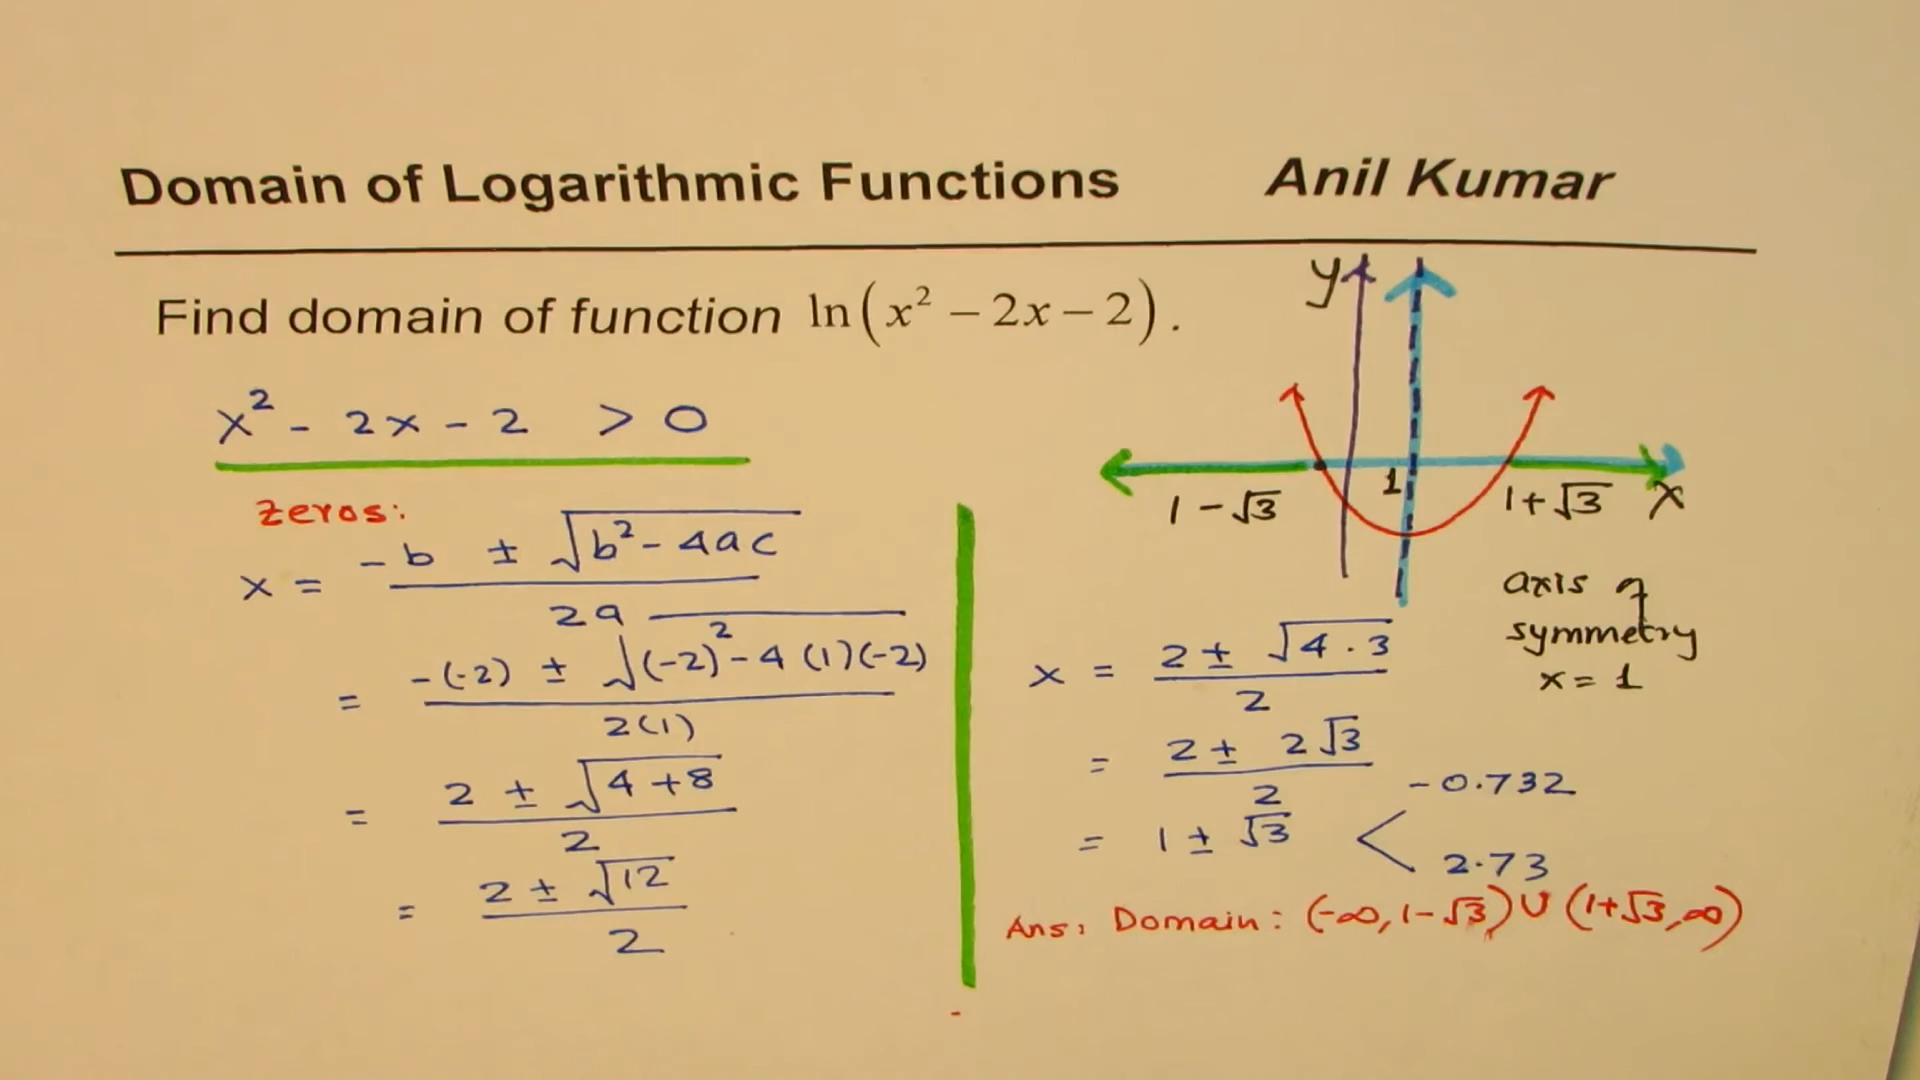 Domain of Logarithmic Functions Anil Kumar
Find domain of function ln(x² − 2x − 2).
x² - 2x - 2 > 0
Zeros:
x = -b ± √(b² - 4ac) / 2a
= -(-2) ± √((-2)² - 4(1)(-2)) / 2(1)
= 2 ± √(4 + 8) / 2
= 2 ± √12 / 2
y
1 - √3 1 1 + √3 x
axis of
symmetry
x = 1
x = 2 ± √(4 · 3) / 2
= 2 ± 2√3 / 2
= 1 ± √3 < -0.732
2.73
Ans: Domain: (-∞, 1-√3) ∪ (1+√3, ∞)